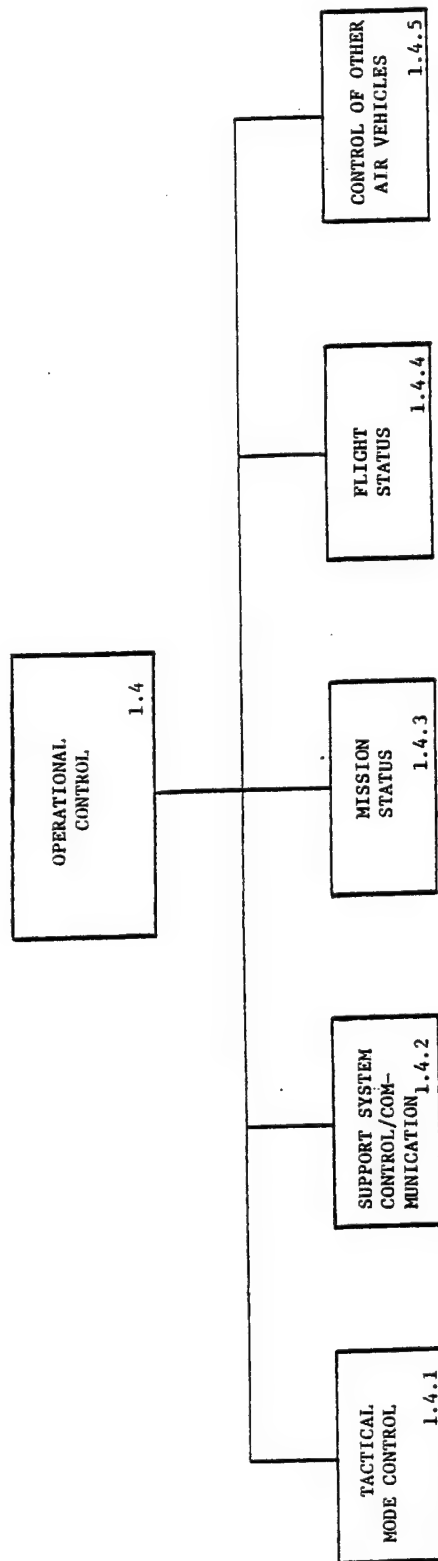 OPERATIONAL
CONTROL
1.4
TACTICAL
MODE CONTROL
1.4.1
SUPPORT SYSTEM
CONTROL/COM-
MUNICATION
1.4.2
MISSION
STATUS
1.4.3
FLIGHT
STATUS
1.4.4
CONTROL OF OTHER
AIR VEHICLES
1.4.5